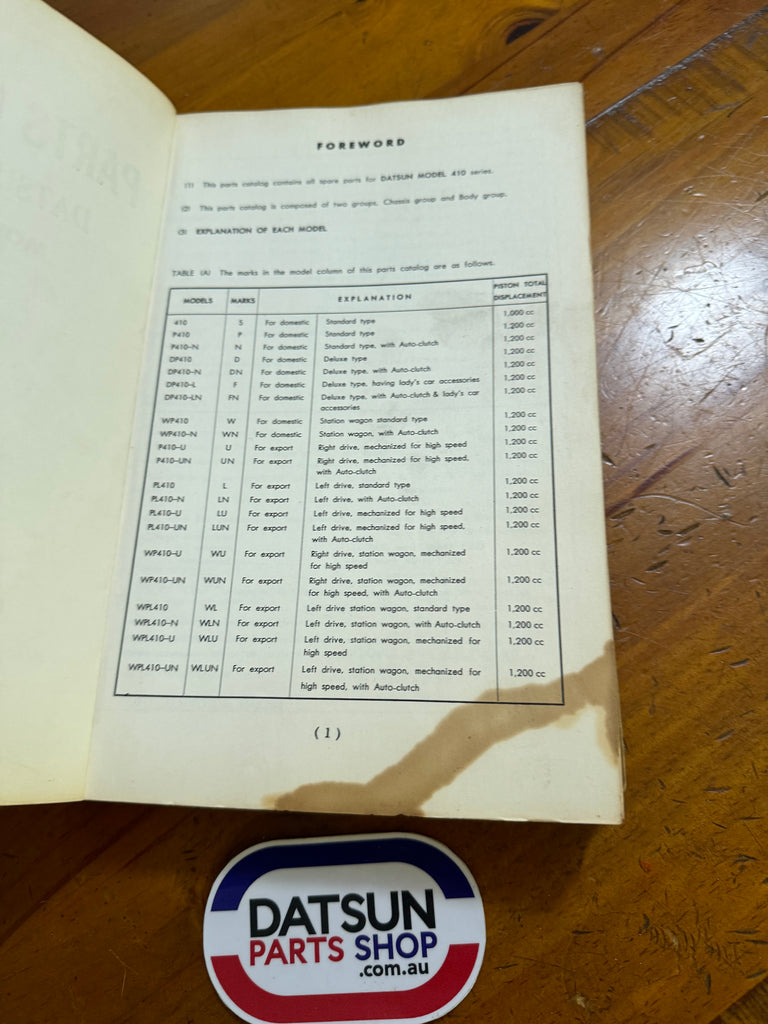 FOREWORD
(1) This parts catalog contains all spare parts for DATSUN MODEL 410 series.
(2) This parts catalog is composed of two groups, Chassis group and Body group.
(3) EXPLANATION OF EACH MODEL
TABLE (A) The marks in the model column of this parts catalog are as follows.
MODELS MARKS EXPLANATION PISTON TOTAL DISPLACEMENT
410 S For domestic Standard type 1,000 cc
P410 P For domestic Standard type 1,200 cc
P410-N N For domestic Standard type, with Auto-clutch 1,200 cc
DP410 D For domestic Deluxe type 1,200 cc
DP410-N DN For domestic Deluxe type, with Auto-clutch 1,200 cc
DP410-L F For domestic Deluxe type, having lady's car accessories 1,200 cc
DP410-LN FN For domestic Deluxe type, with Auto-clutch & lady's car 1,200 cc
accessories
WP410 W For domestic Station wagon standard type 1,200 cc
WP410-N WN For domestic Station wagon, with Auto-clutch 1,200 cc
P410-U U For export Right drive, mechanized for high speed 1,200 cc
P410-UN UN For export Right drive, mechanized for high speed, 1,200 cc
with Auto-clutch
PL410 L For export Left drive, standard type 1,200 cc
PL410-N LN For export Left drive, with Auto-clutch 1,200 cc
PL410-U LU For export Left drive, mechanized for high speed 1,200 cc
PL410-UN LUN For export Left drive, mechanized for high speed, 1,200 cc
with Auto-clutch
WP410-U WU For export Right drive, station wagon, mechanized 1,200 cc
for high speed
WP410-UN WUN For export Right drive, station wagon, mechanized 1,200 cc
for high speed, with Auto-clutch
WPL410 WL For export Left drive station wagon, standard type 1,200 cc
WPL410-N WLN For export Left drive station wagon, with Auto-clutch 1,200 cc
WPL410-U WLU For export Left drive, station wagon, mechanized for 1,200 cc
high speed
WPL410-UN WLUN For export Left drive, station wagon, mechanized for 1,200 cc
high speed, with Auto-clutch
(1)
DATSUN
PARTS SHOP
.com.au